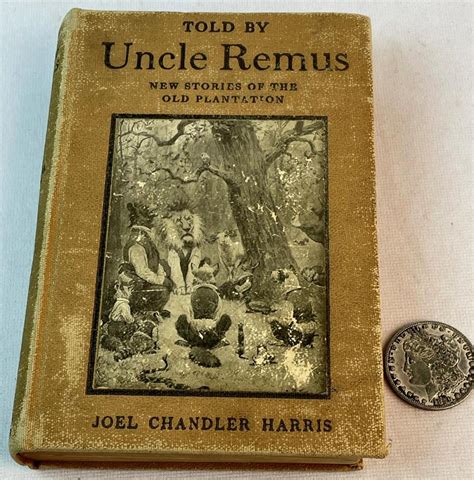 TOLD BY
Uncle Remus
NEW STORIES OF THE
OLD PLANTATION
JOEL CHANDLER HARRIS